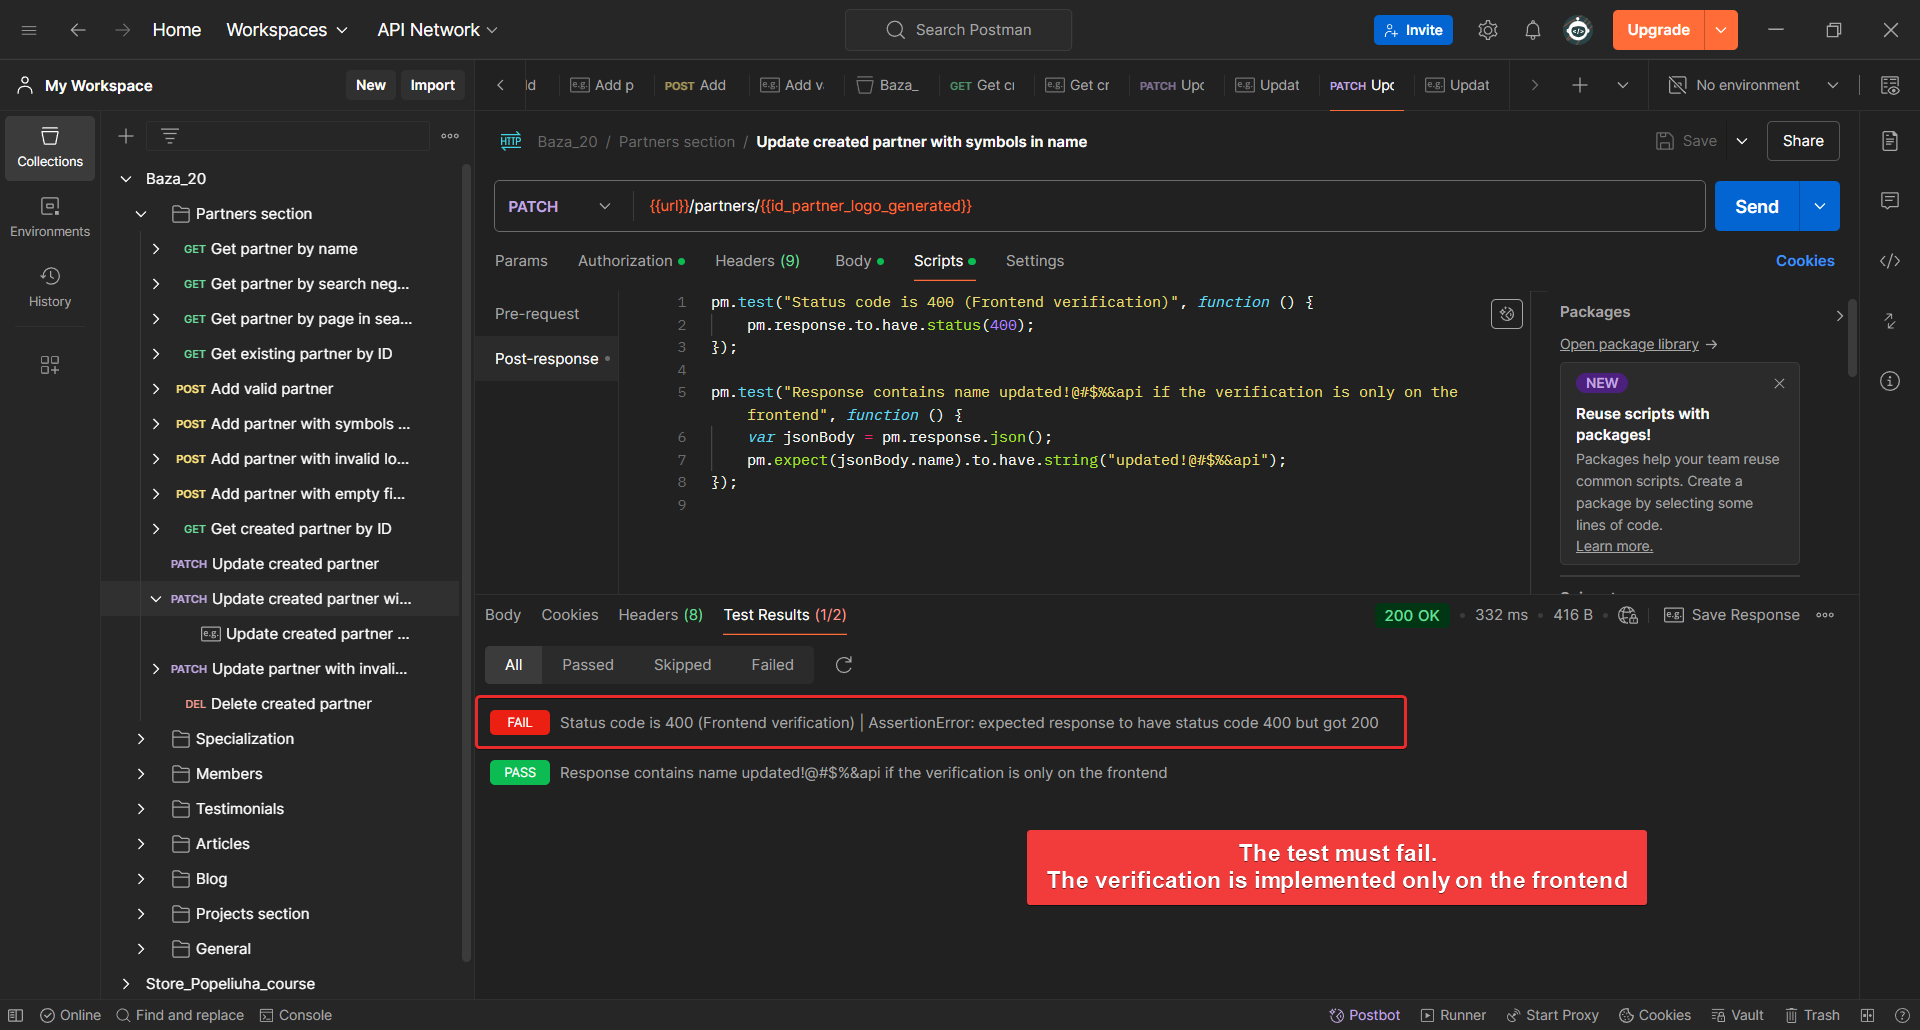 Home Workspaces API Network Search Postman Invite Upgrade
My Workspace New Import
ld e.g. Add p POST Add e.g. Add v Baza_ GET Get cr e.g. Get cr PATCH Upc e.g. Updat PATCH Upc e.g. Updat No environment
Collections
Environments
History
Baza_20
Partners section
GET Get partner by name
GET Get partner by search neg...
GET Get partner by page in sea...
GET Get existing partner by ID
POST Add valid partner
POST Add partner with symbols ...
POST Add partner with invalid lo...
POST Add partner with empty fi...
GET Get created partner by ID
PATCH Update created partner
PATCH Update created partner wi...
e.g. Update created partner ...
PATCH Update partner with invali...
DEL Delete created partner
Specialization
Members
Testimonials
Articles
Blog
Projects section
General
Store_Popeliuha_course
HTTP Baza_20 / Partners section / Update created partner with symbols in name Save Share
PATCH {{url}}/partners/{{id_partner_logo_generated}} Send
Params Authorization Headers (9) Body Scripts Settings Cookies
Pre-request
Post-response
1 pm.test("Status code is 400 (Frontend verification)", function () {
2 pm.response.to.have.status(400);
3 });
4
5 pm.test("Response contains name updated!@#$%&api if the verification is only on the
frontend", function () {
6 var jsonBody = pm.response.json();
7 pm.expect(jsonBody.name).to.have.string("updated!@#$%&api");
8 });
9
Packages
Open package library →
NEW
Reuse scripts with
packages!
Packages help your team reuse
common scripts. Create a
package by selecting some
lines of code.
Learn more.
Body Cookies Headers (8) Test Results (1/2) 200 OK 332 ms 416 B e.g. Save Response
All Passed Skipped Failed
FAIL Status code is 400 (Frontend verification) | AssertionError: expected response to have status code 400 but got 200
PASS Response contains name updated!@#$%&api if the verification is only on the frontend
The test must fail.
The verification is implemented only on the frontend
Online Find and replace Console Postbot Runner Start Proxy Cookies Vault Trash